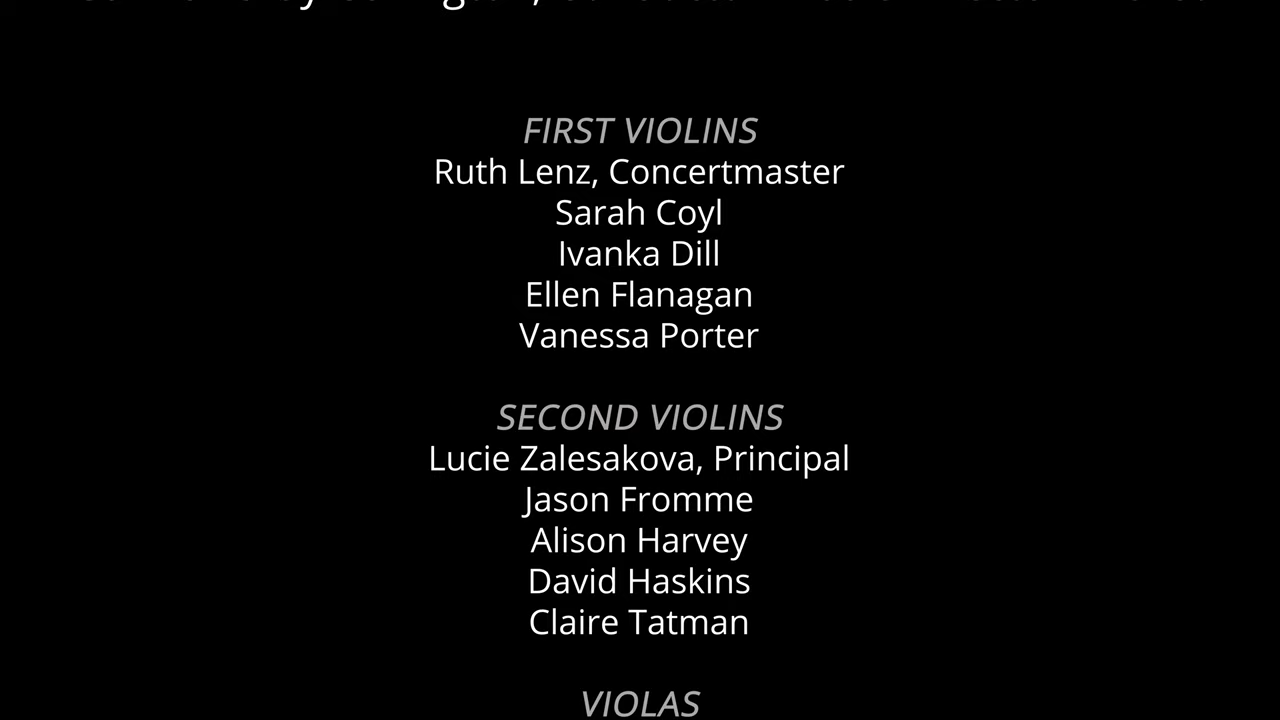 FIRST VIOLINS
Ruth Lenz, Concertmaster
Sarah Coyl
Ivanka Dill
Ellen Flanagan
Vanessa Porter
SECOND VIOLINS
Lucie Zalesakova, Principal
Jason Fromme
Alison Harvey
David Haskins
Claire Tatman
VIOLAS